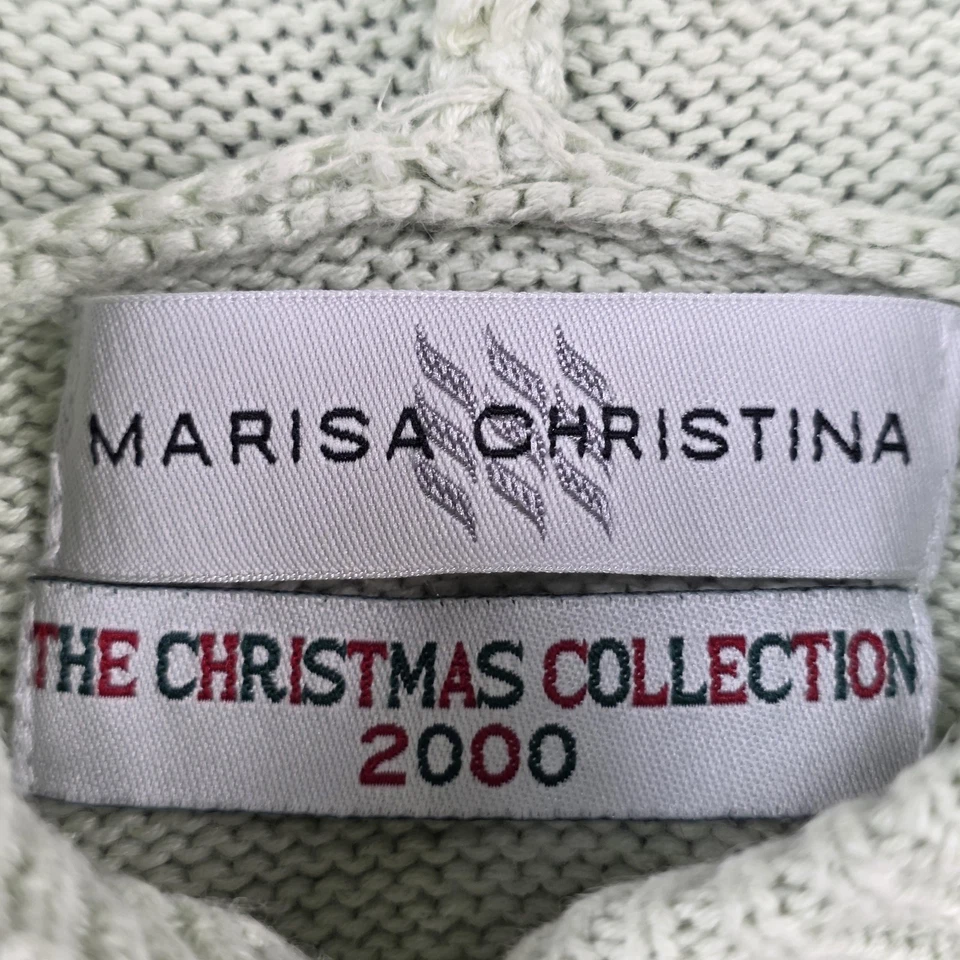 MARISA CHRISTINA
THE CHRISTMAS COLLECTION
2000